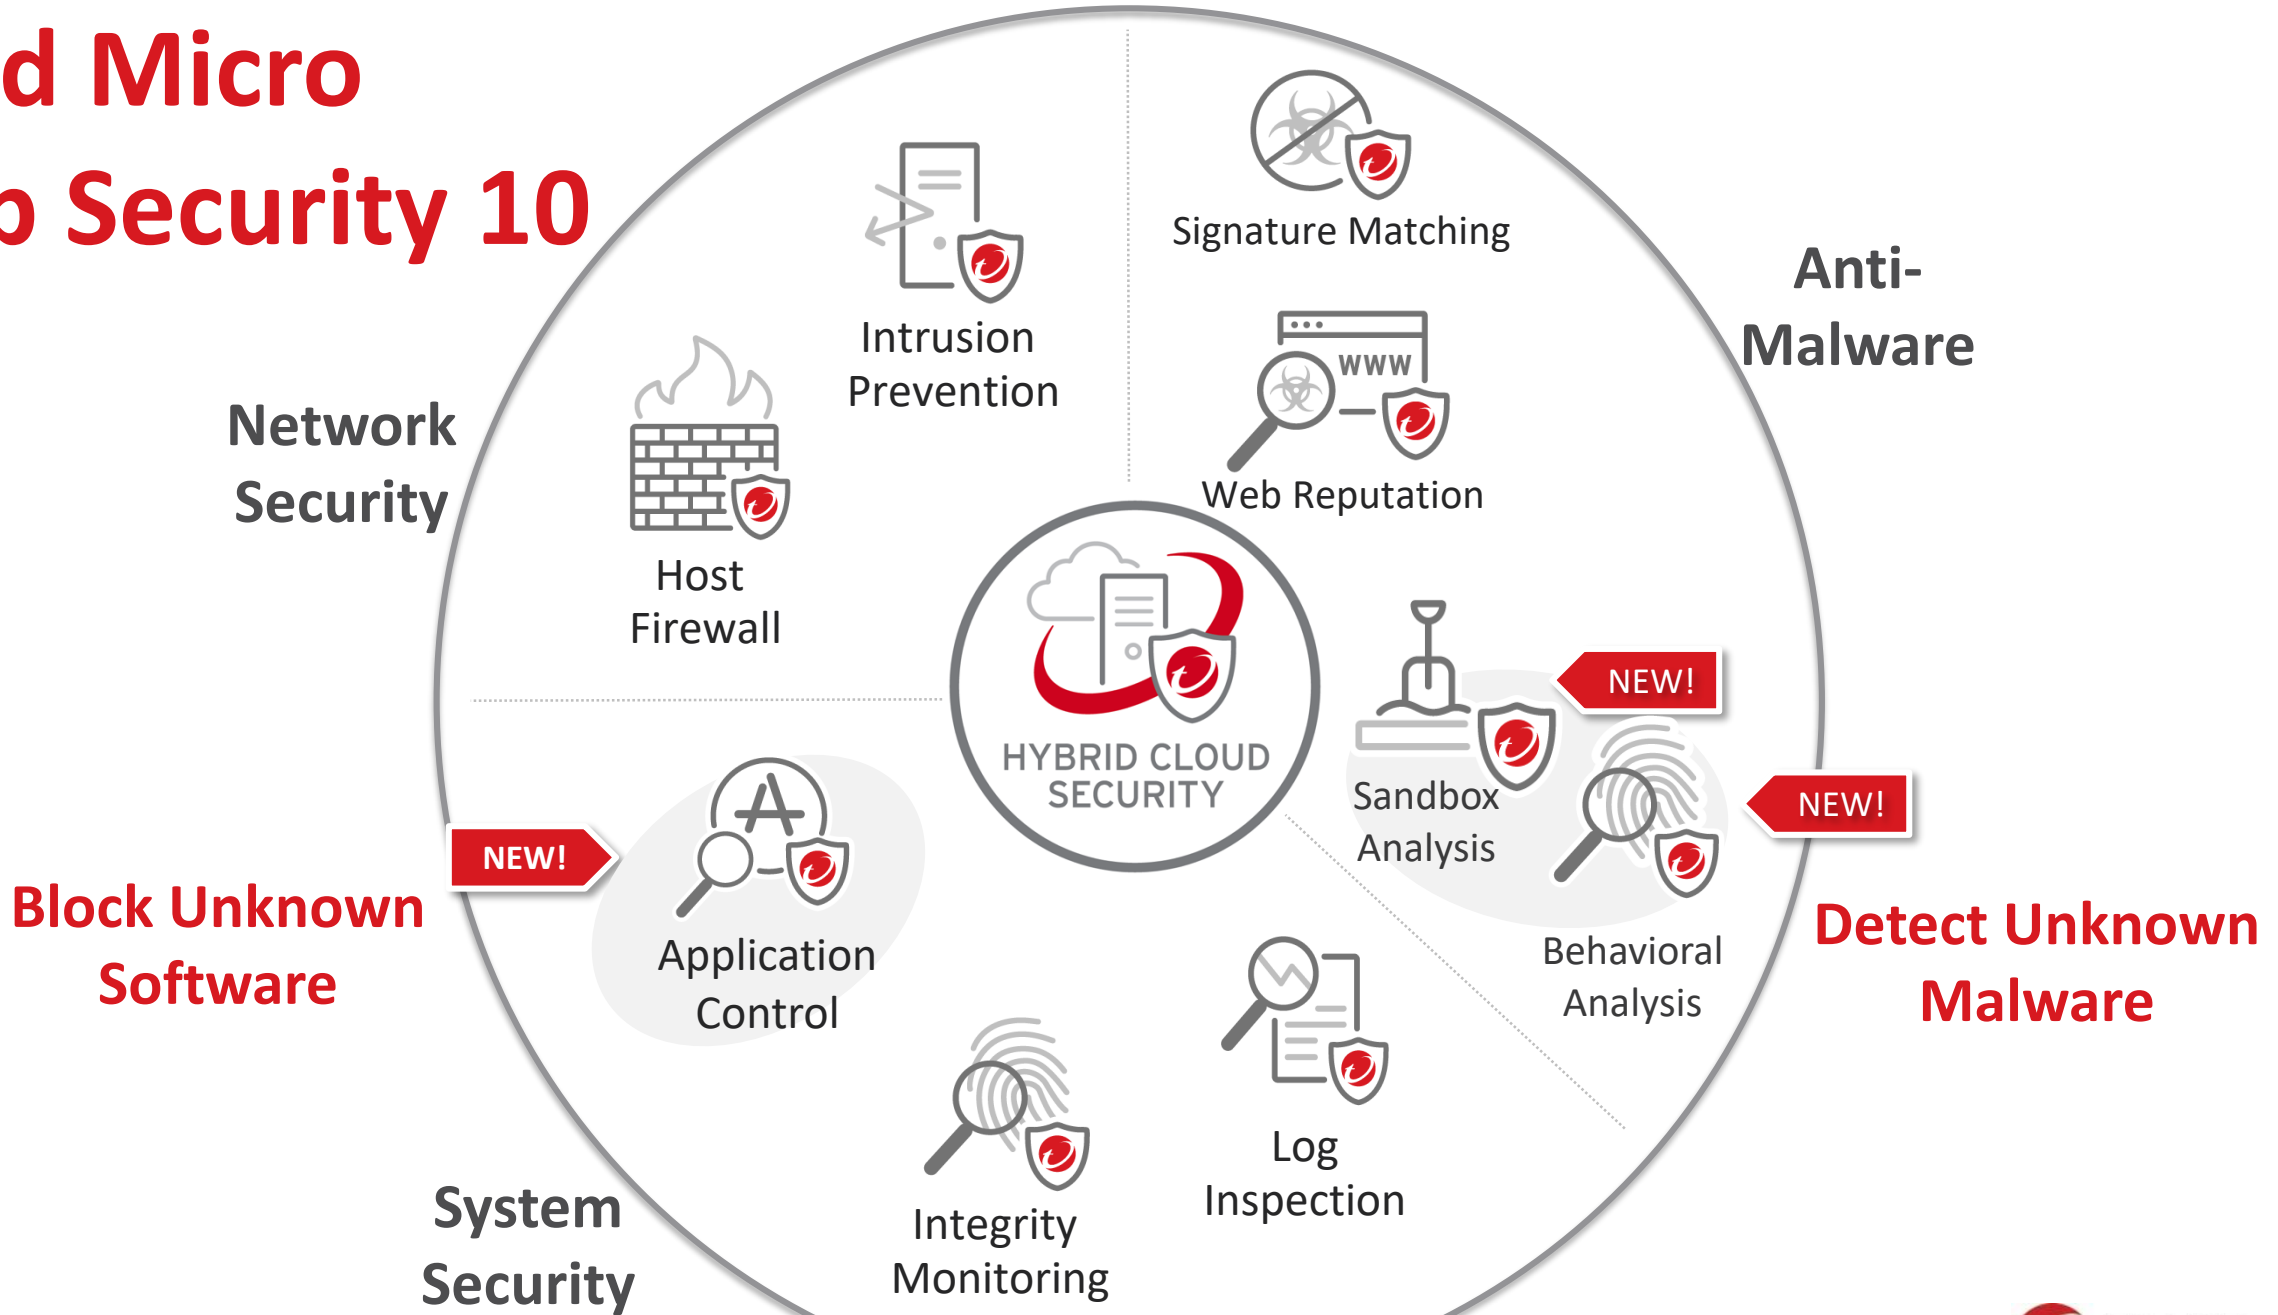 d Micro
p Security 10
Signature Matching
Intrusion
Prevention
Anti-
Malware
WWW
Web Reputation
Network
Security
Host
Firewall
HYBRID CLOUD
SECURITY
NEW!
Sandbox
Analysis
NEW!
Behavioral
Analysis
Detect Unknown
Malware
NEW!
Block Unknown
Software
Application
Control
Log
Inspection
Integrity
Monitoring
System
Security